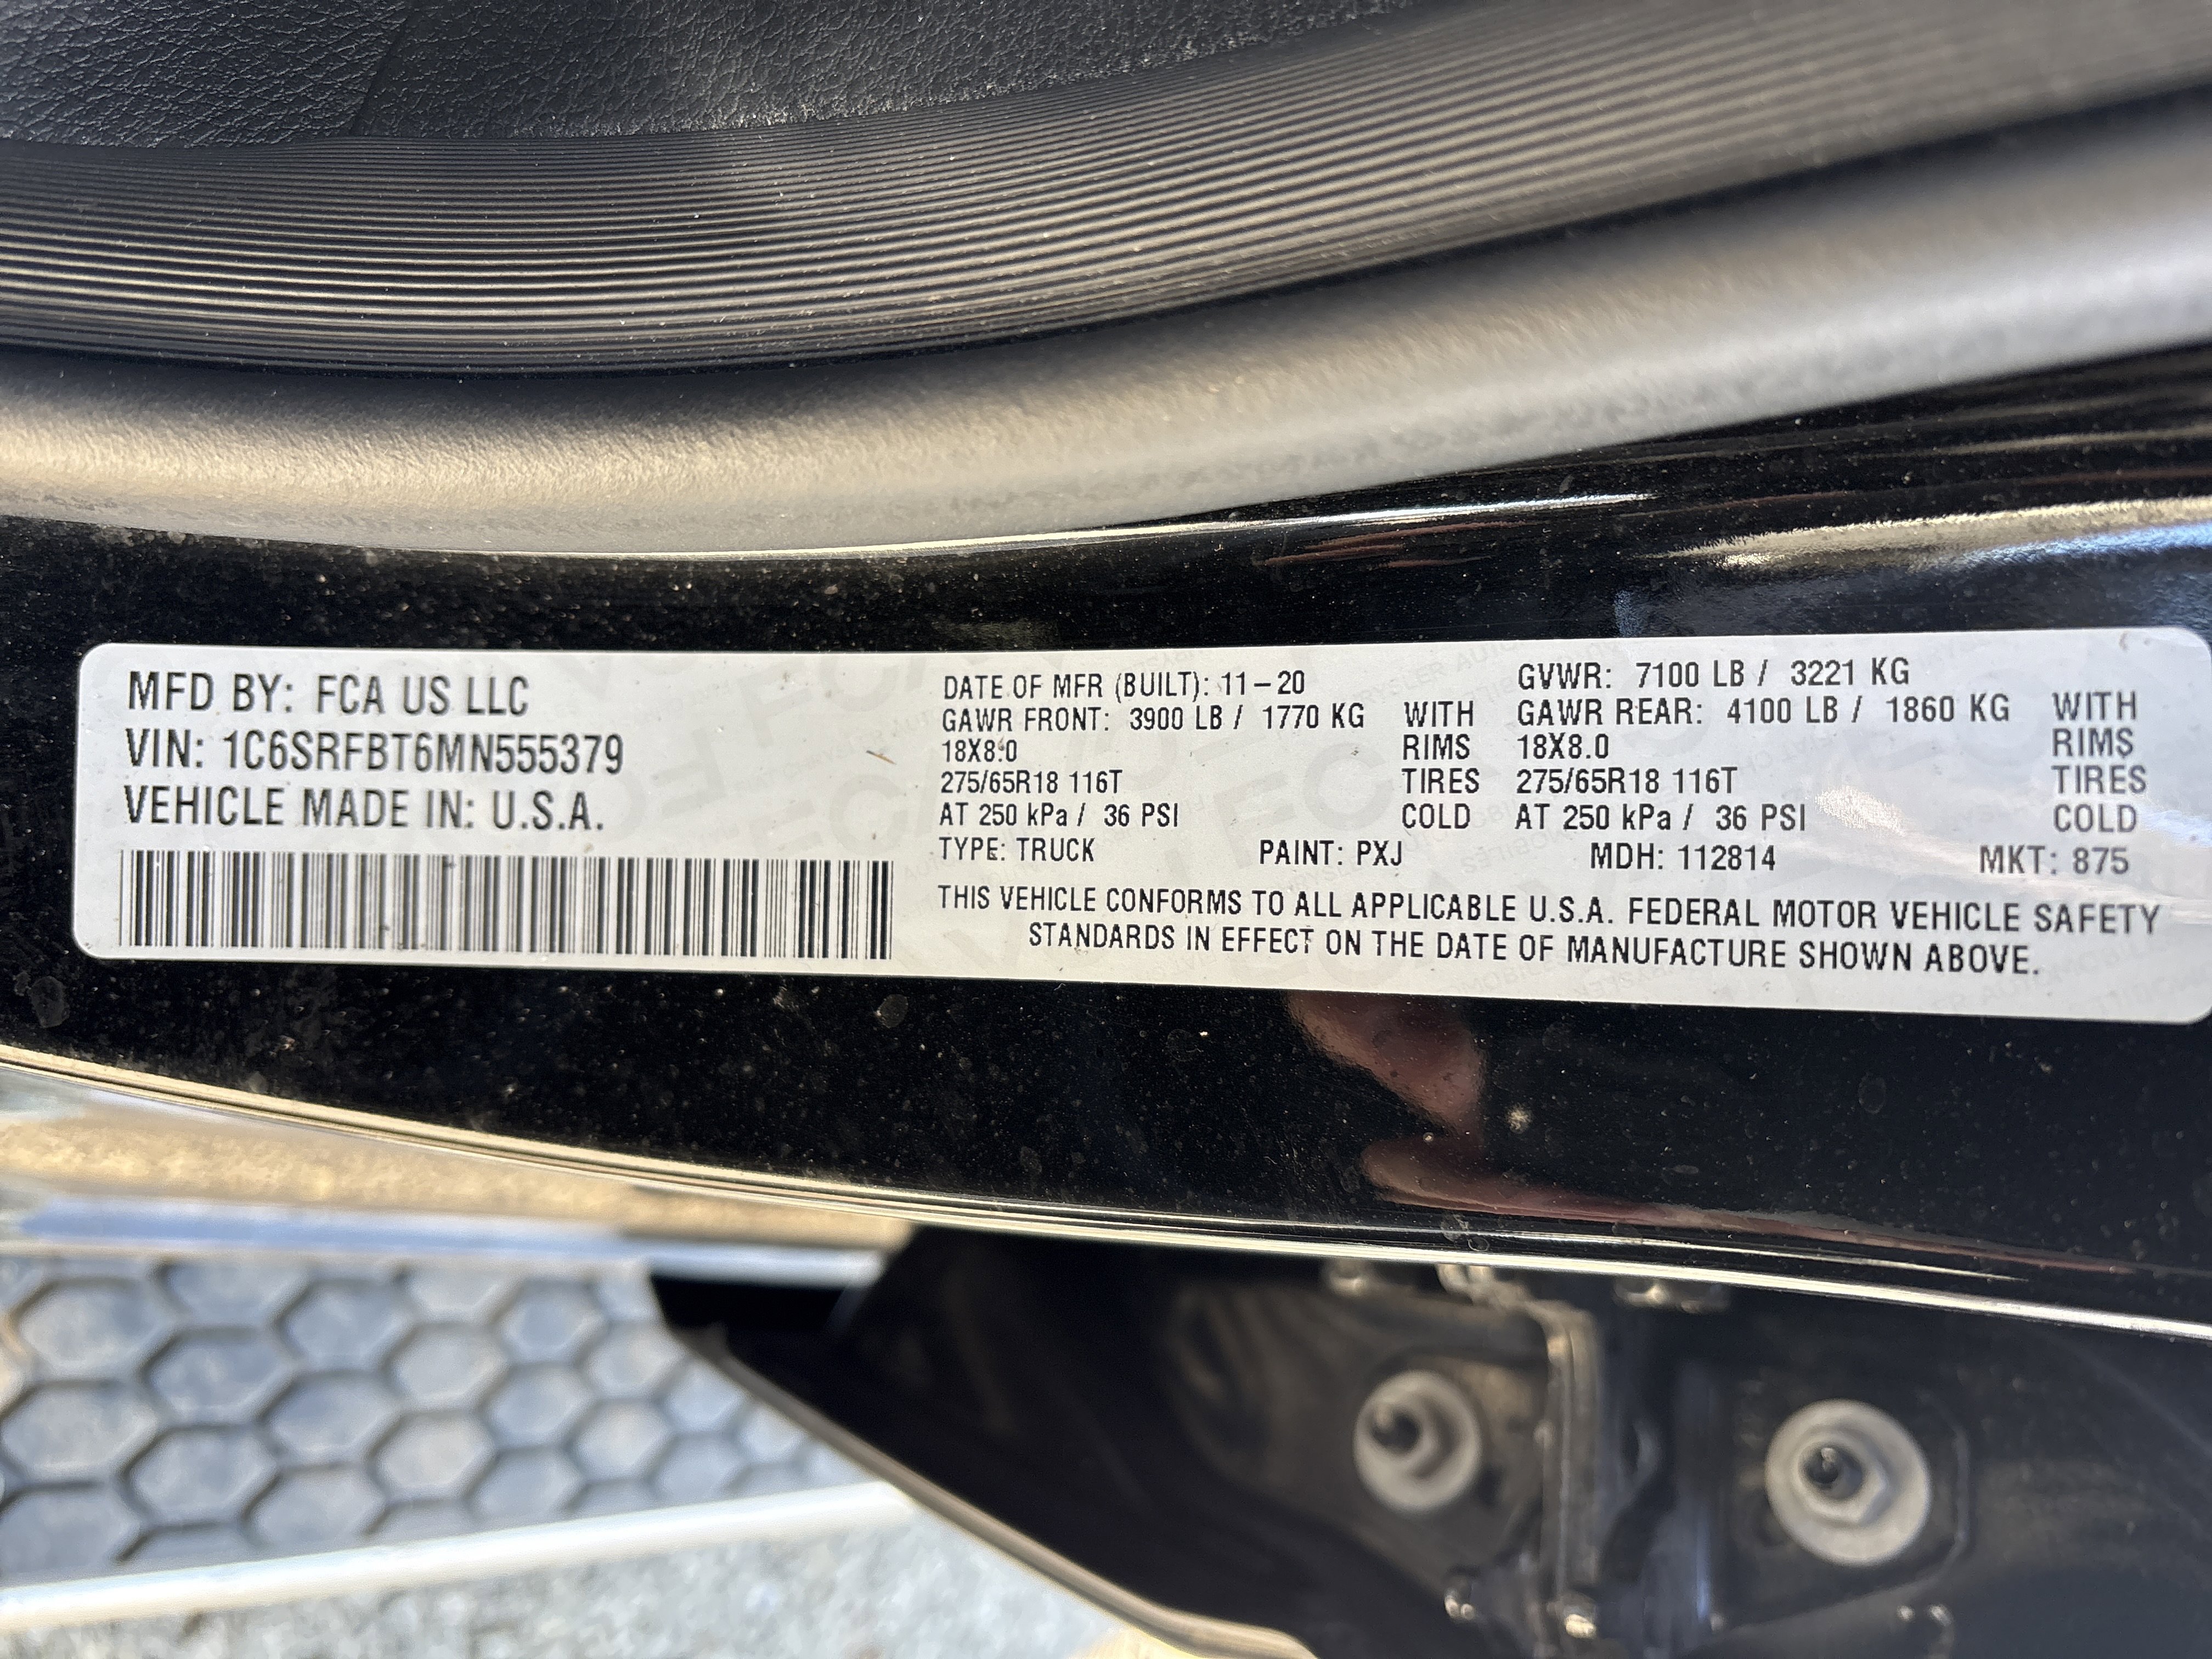 MFD BY: FCA US LLC
VIN: 1C6SRFBT6MN555379
VEHICLE MADE IN: U.S.A.
DATE OF MFR (BUILT): 11-20 GVWR: 7100 LB / 3221 KG
GAWR FRONT: 3900 LB / 1770 KG WITH GAWR REAR: 4100 LB / 1860 KG WITH
18X8.0 RIMS 18X8.0 RIMS
275/65R18 116T TIRES 275/65R18 116T TIRES
AT 250 kPa / 36 PSI COLD AT 250 kPa / 36 PSI COLD
TYPE: TRUCK PAINT: PXJ MDH: 112814 MKT: 875
THIS VEHICLE CONFORMS TO ALL APPLICABLE U.S.A. FEDERAL MOTOR VEHICLE SAFETY
STANDARDS IN EFFECT ON THE DATE OF MANUFACTURE SHOWN ABOVE.